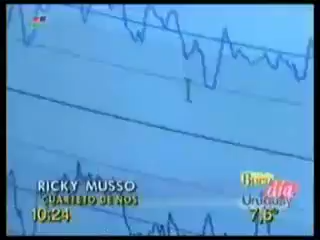 RICKY MUSSO
"CUARTETO DE NOS
10:24
Buen
día
Uruguay
7,6°